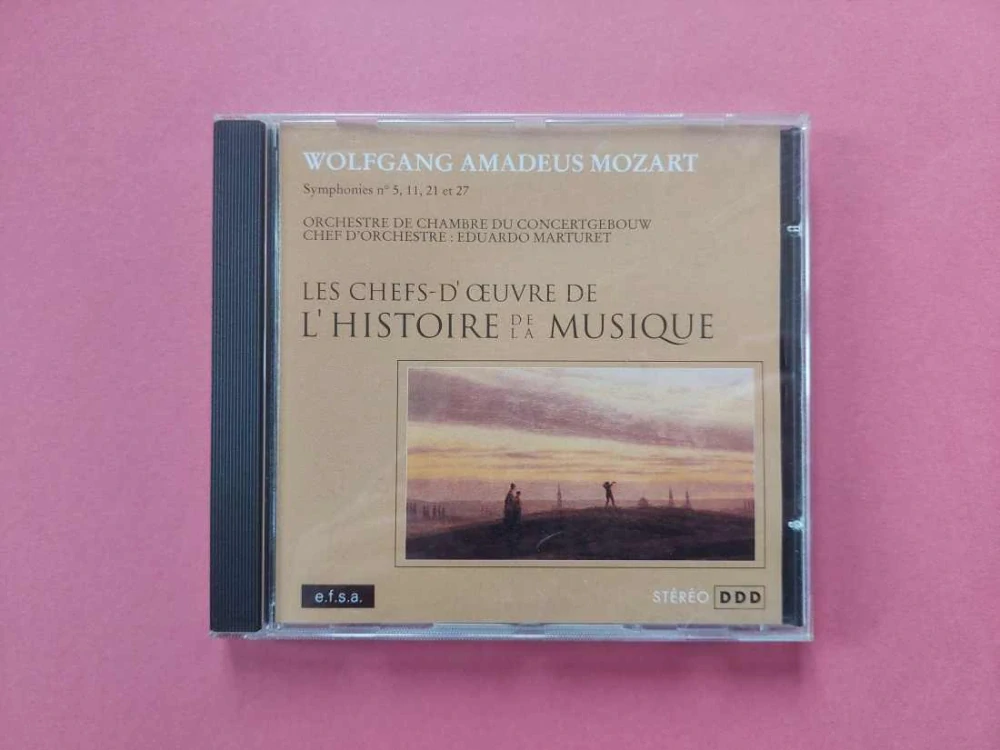 WOLFGANG AMADEUS MOZART
Symphonies n° 5, 11, 21 et 27
ORCHESTRE DE CHAMBRE DU CONCERTGEBOUW
CHEF D'ORCHESTRE : EDUARDO MARTURET
LES CHEFS-D'ŒUVRE DE
L'HISTOIRE DE LA MUSIQUE
e.f.s.a.
STÉRÉO DDD